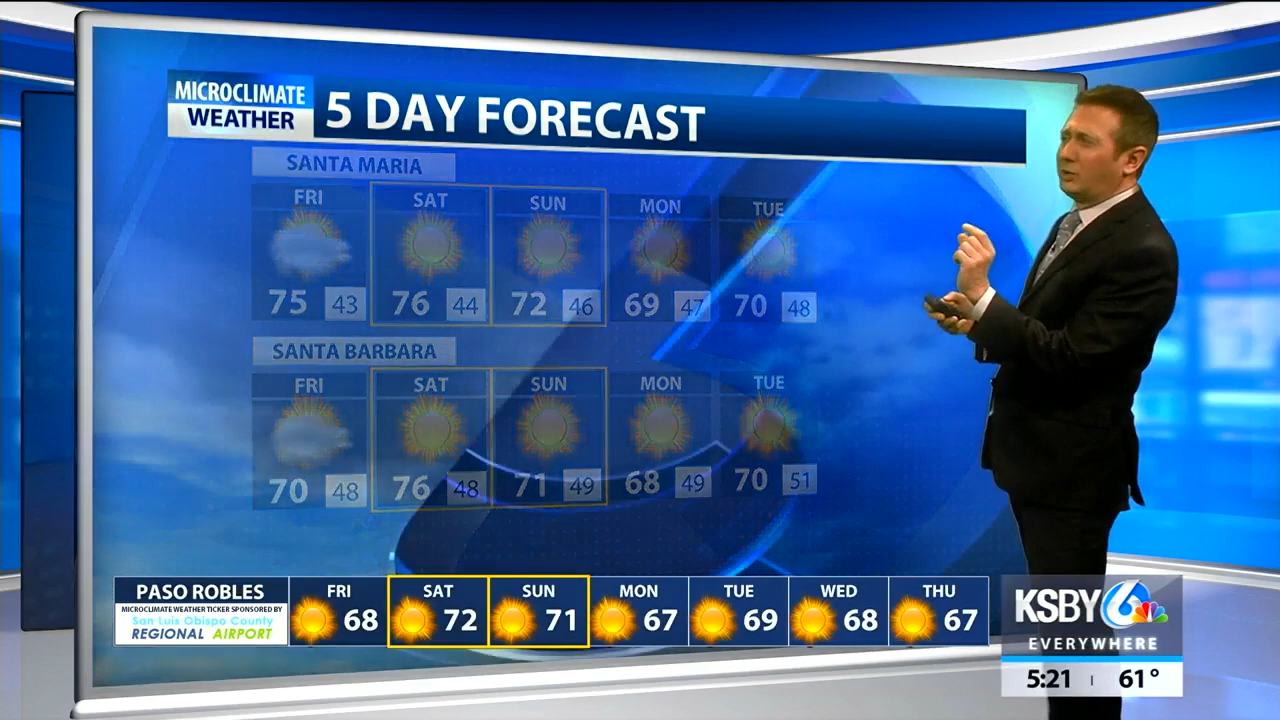 MICROCLIMATE
WEATHER
5 DAY FORECAST
SANTA MARIA
FRI SAT SUN MON TUE
75 43 76 44 72 46 69 47 70 48
SANTA BARBARA
FRI SAT SUN MON TUE
70 48 76 48 71 49 68 49 70 51
PASO ROBLES
MICROCLIMATE WEATHER TICKER SPONSORED BY
San Luis Obispo County
REGIONAL AIRPORT
FRI SAT SUN MON TUE WED THU
68 72 71 67 69 68 67
KSBY 6
EVERYWHERE
5:21 61°